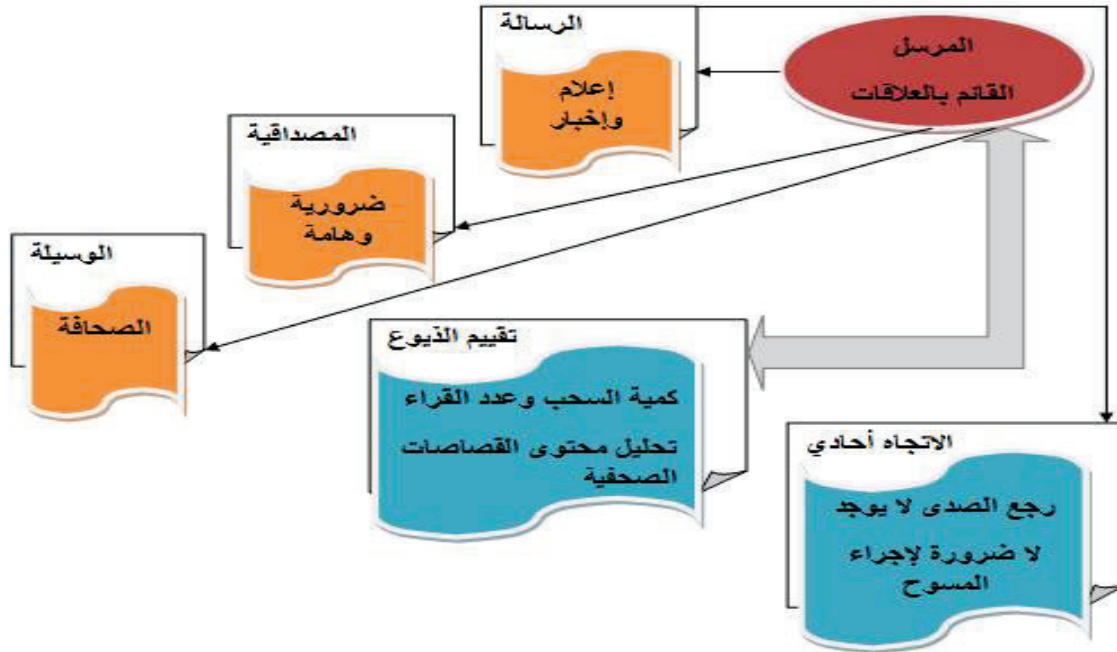 المرسل
القائم بالعلاقات
الرسالة
إعلام
وإخبار
المصداقية
ضرورية
وهامة
الوسيلة
الصحافة
تقييم الذيوع
كمية السحب وعدد القراء
تحليل محتوى القصاصات
الصحفية
الاتجاه أحادي
رجع الصدى لا يوجد
لا ضرورة لإجراء
المسوح